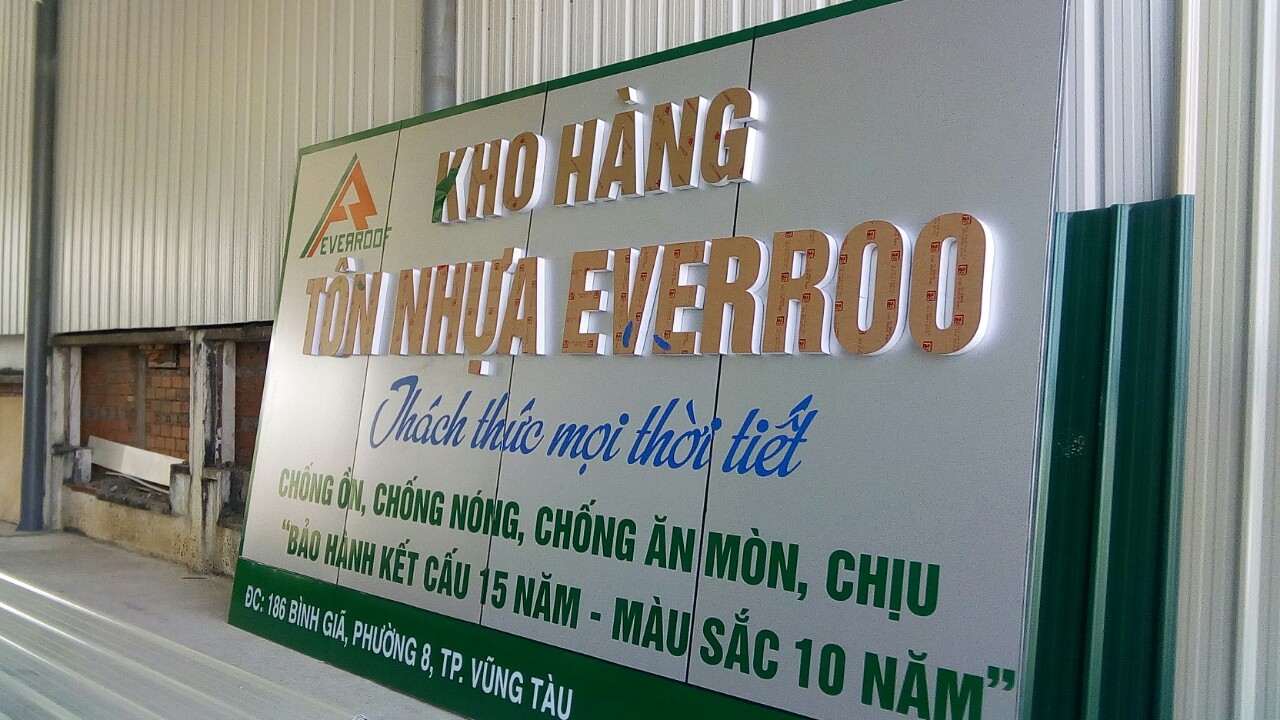 EVERROOF
KHO HÀNG
TÔN NHỰA EVERROO
Thách thức mọi thời tiết
CHỐNG ỒN, CHỐNG NÓNG, CHỐNG ĂN MÒN, CHỊU
“BẢO HÀNH KẾT CẤU 15 NĂM - MÀU SẮC 10 NĂM”
ĐC: 186 BÌNH GIÃ, PHƯỜNG 8, TP. VŨNG TÀU